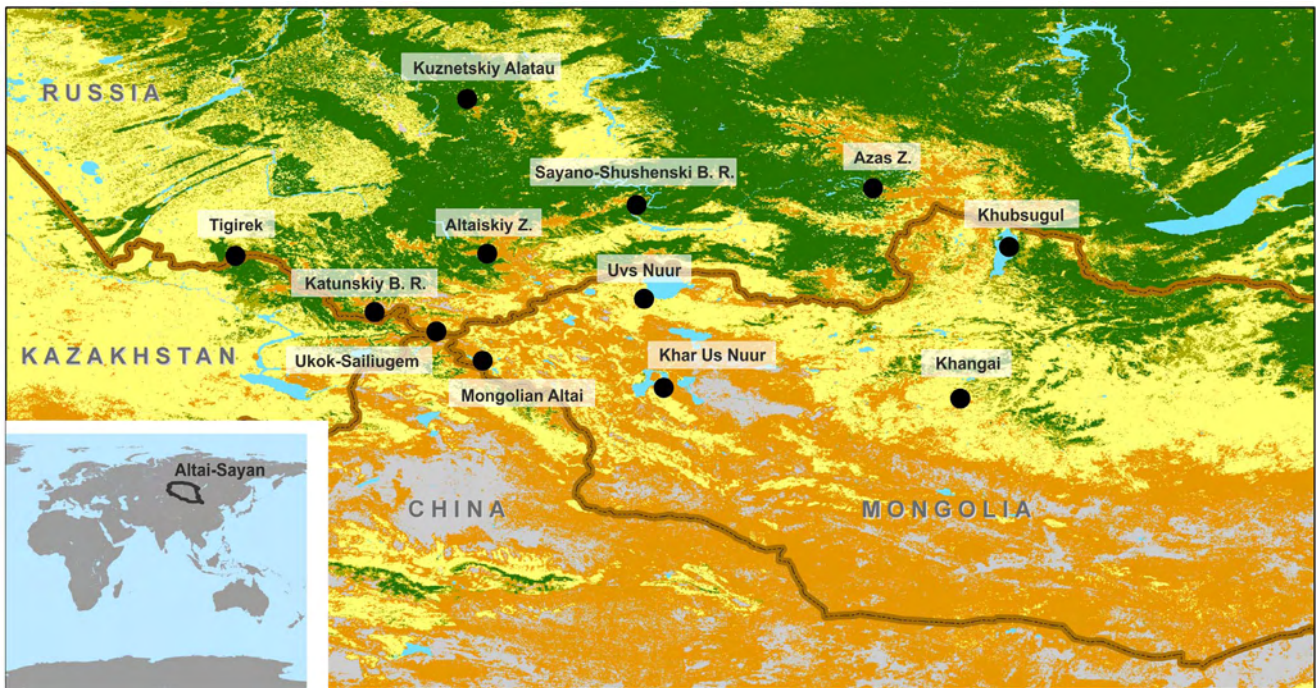 Kuznetskiy Alatau
RUSSIA
Azas Z.
Sayano-Shushenski B. R.
Khubsugul
Tigirek
Altaiskiy Z.
Uvs Nuur
Katunskiy B. R.
KAZAKHSTAN
Ukok-Sailiugem
Khar Us Nuur
Khangai
Mongolian Altai
Altai-Sayan
CHINA
MONGOLIA